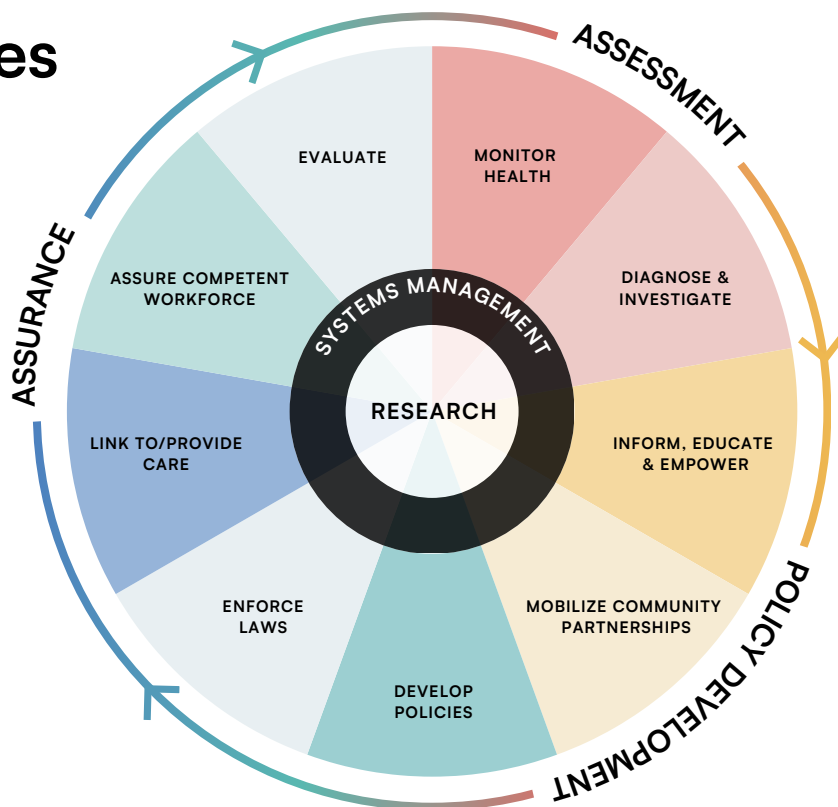 es
ASSESSMENT
POLICY DEVELOPMENT
ASSURANCE
MONITOR
HEALTH
DIAGNOSE &
INVESTIGATE
INFORM, EDUCATE
& EMPOWER
MOBILIZE COMMUNITY
PARTNERSHIPS
DEVELOP
POLICIES
ENFORCE
LAWS
LINK TO/PROVIDE
CARE
ASSURE COMPETENT
WORKFORCE
EVALUATE
SYSTEMS MANAGEMENT
RESEARCH